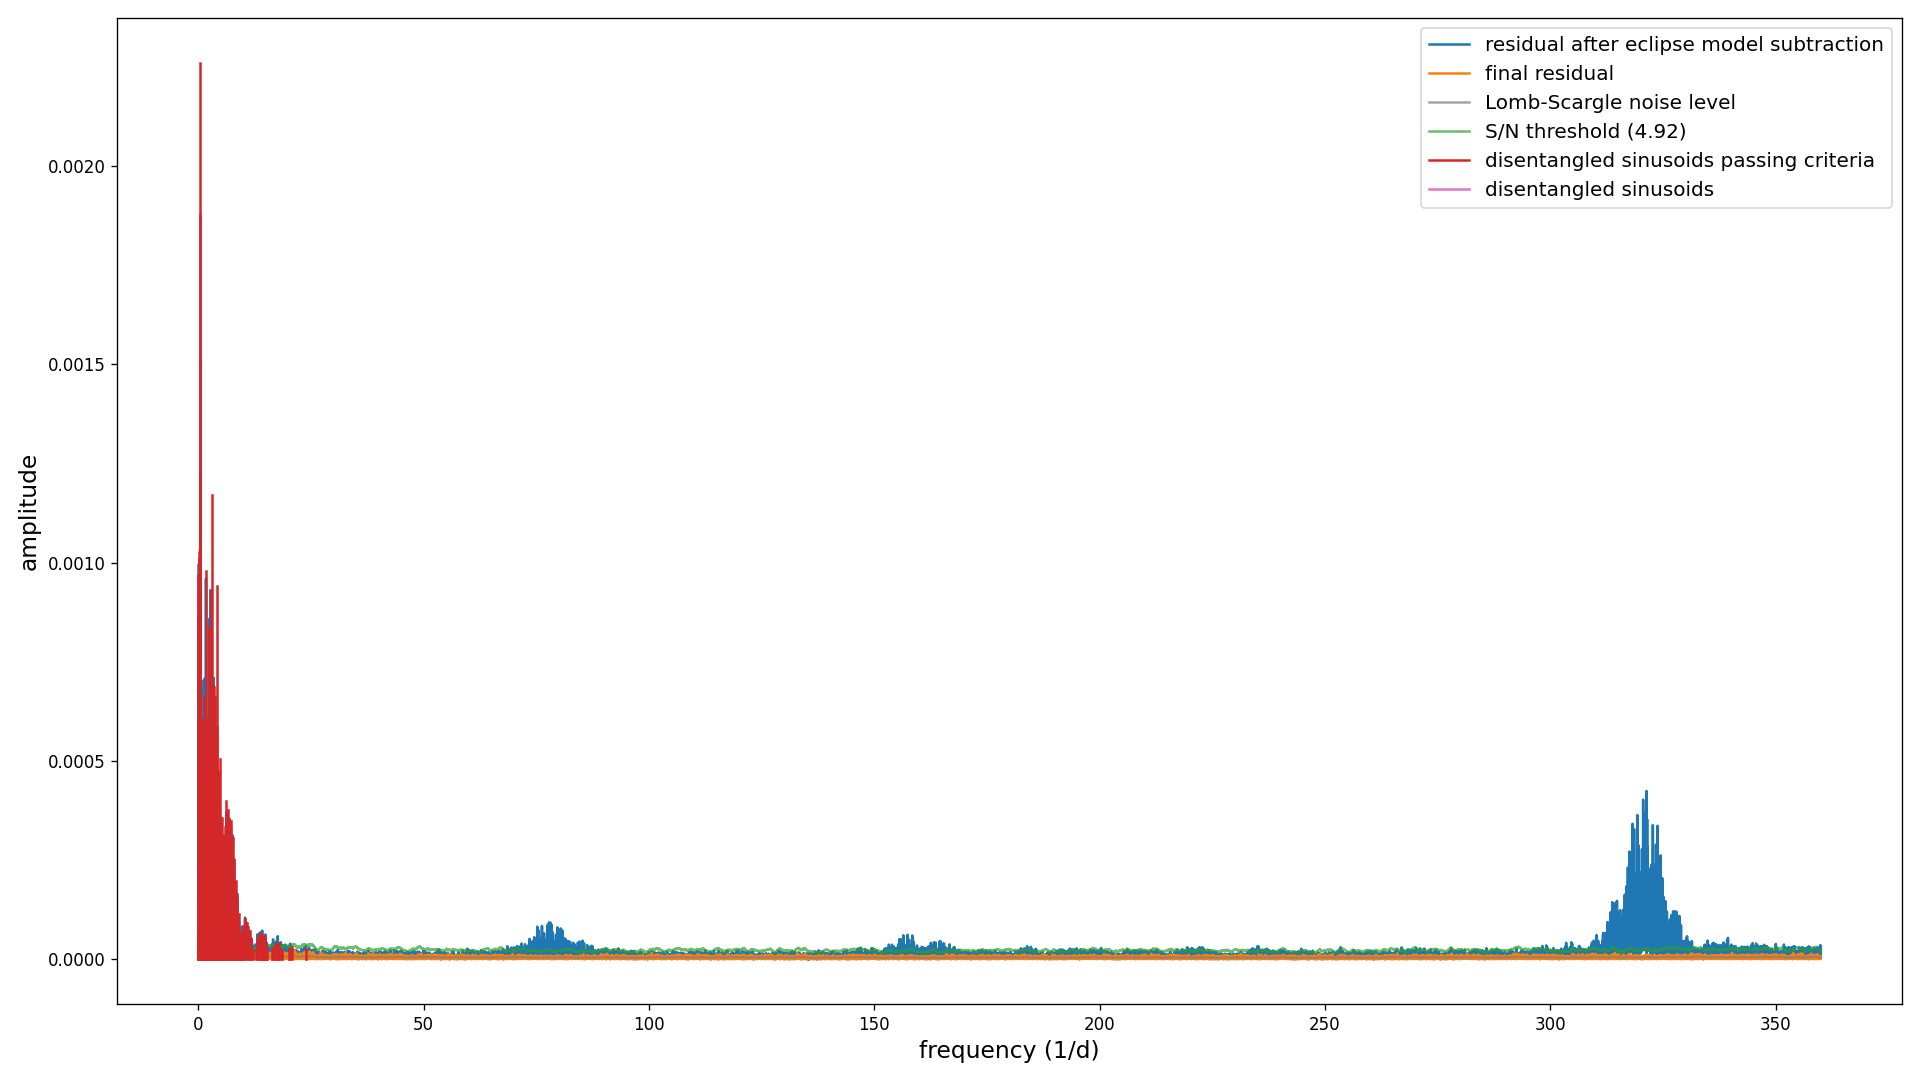 residual after eclipse model subtraction
final residual
Lomb-Scargle noise level
S/N threshold (4.92)
disentangled sinusoids passing criteria
disentangled sinusoids
amplitude
0.0020
0.0015
0.0010
0.0005
0.0000
0 50 100 150 200 250 300 350
frequency (1/d)